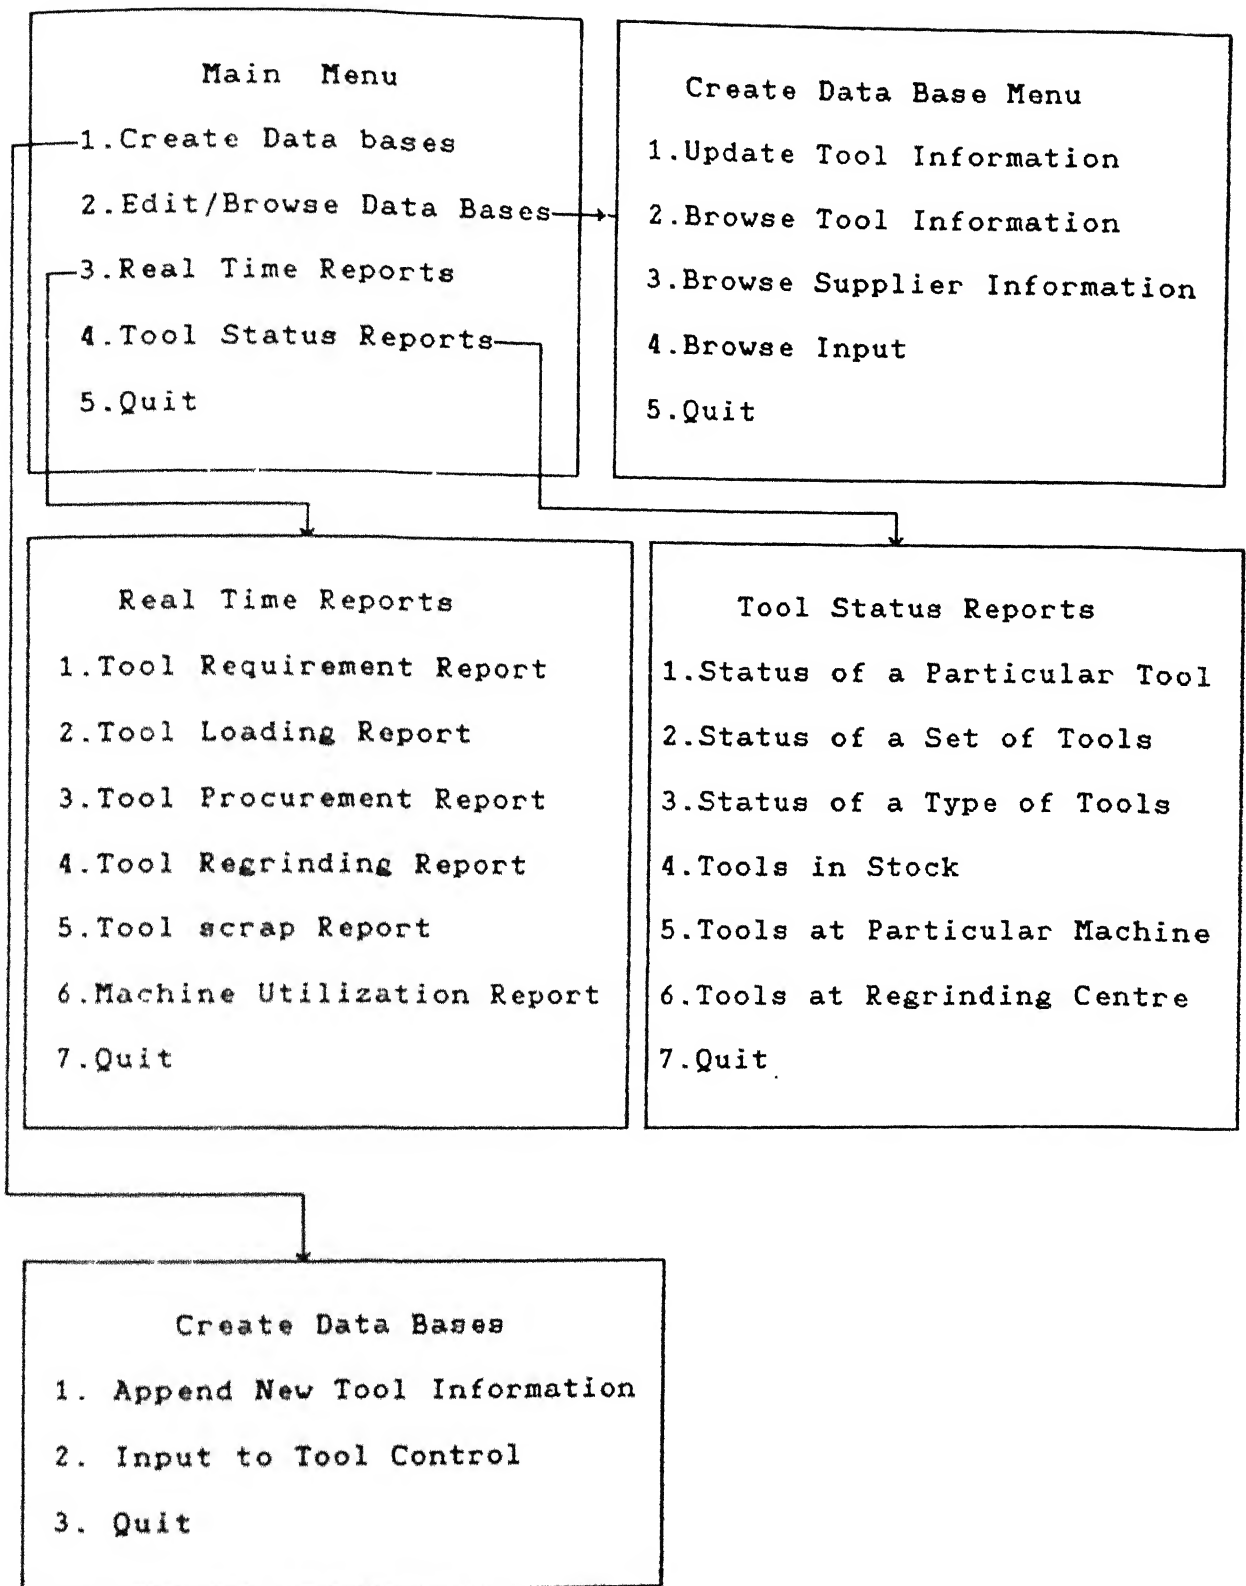 Main Menu
1.Create Data bases
2.Edit/Browse Data Bases
3.Real Time Reports
4.Tool Status Reports
5.Quit
Create Data Base Menu
1.Update Tool Information
2.Browse Tool Information
3.Browse Supplier Information
4.Browse Input
5.Quit
Real Time Reports
1.Tool Requirement Report
2.Tool Loading Report
3.Tool Procurement Report
4.Tool Regrinding Report
5.Tool scrap Report
6.Machine Utilization Report
7.Quit
Tool Status Reports
1.Status of a Particular Tool
2.Status of a Set of Tools
3.Status of a Type of Tools
4.Tools in Stock
5.Tools at Particular Machine
6.Tools at Regrinding Centre
7.Quit
Create Data Bases
1. Append New Tool Information
2. Input to Tool Control
3. Quit